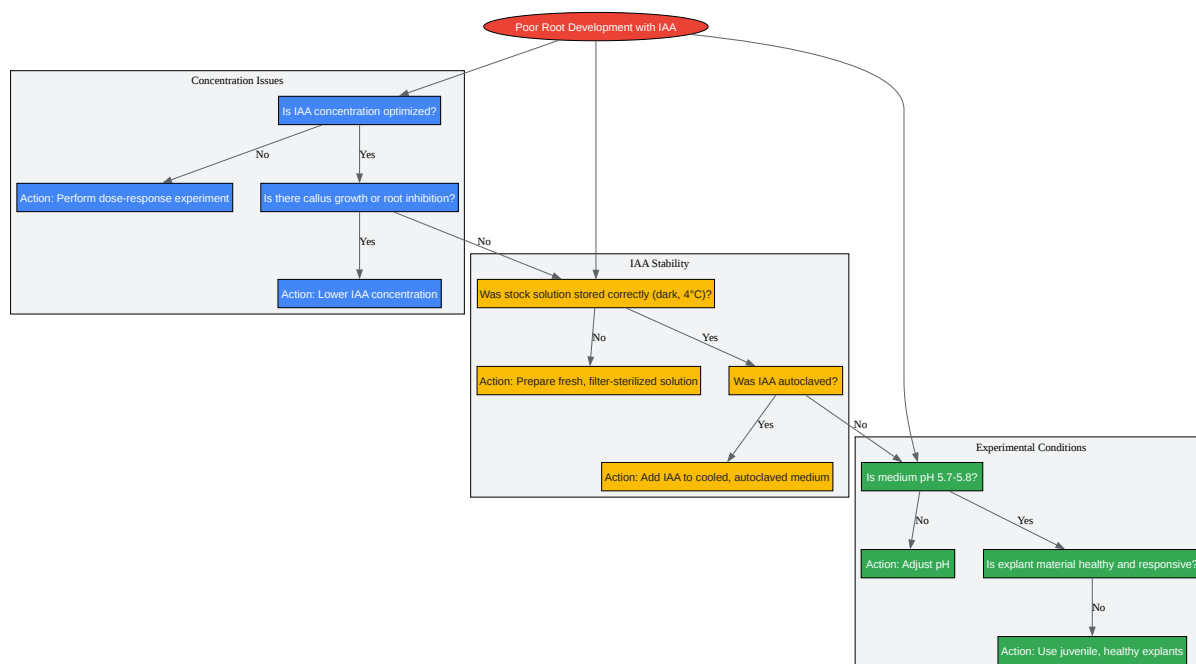 Poor Root Development with IAA
Concentration Issues
Is IAA concentration optimized?
No
Yes
Action: Perform dose-response experiment
Is there callus growth or root inhibition?
Yes
No
Action: Lower IAA concentration
IAA Stability
Was stock solution stored correctly (dark, 4°C)?
No
Yes
Action: Prepare fresh, filter-sterilized solution
Was IAA autoclaved?
Yes
No
Action: Add IAA to cooled, autoclaved medium
Experimental Conditions
Is medium pH 5.7-5.8?
No
Yes
Action: Adjust pH
Is explant material healthy and responsive?
No
Action: Use juvenile, healthy explants